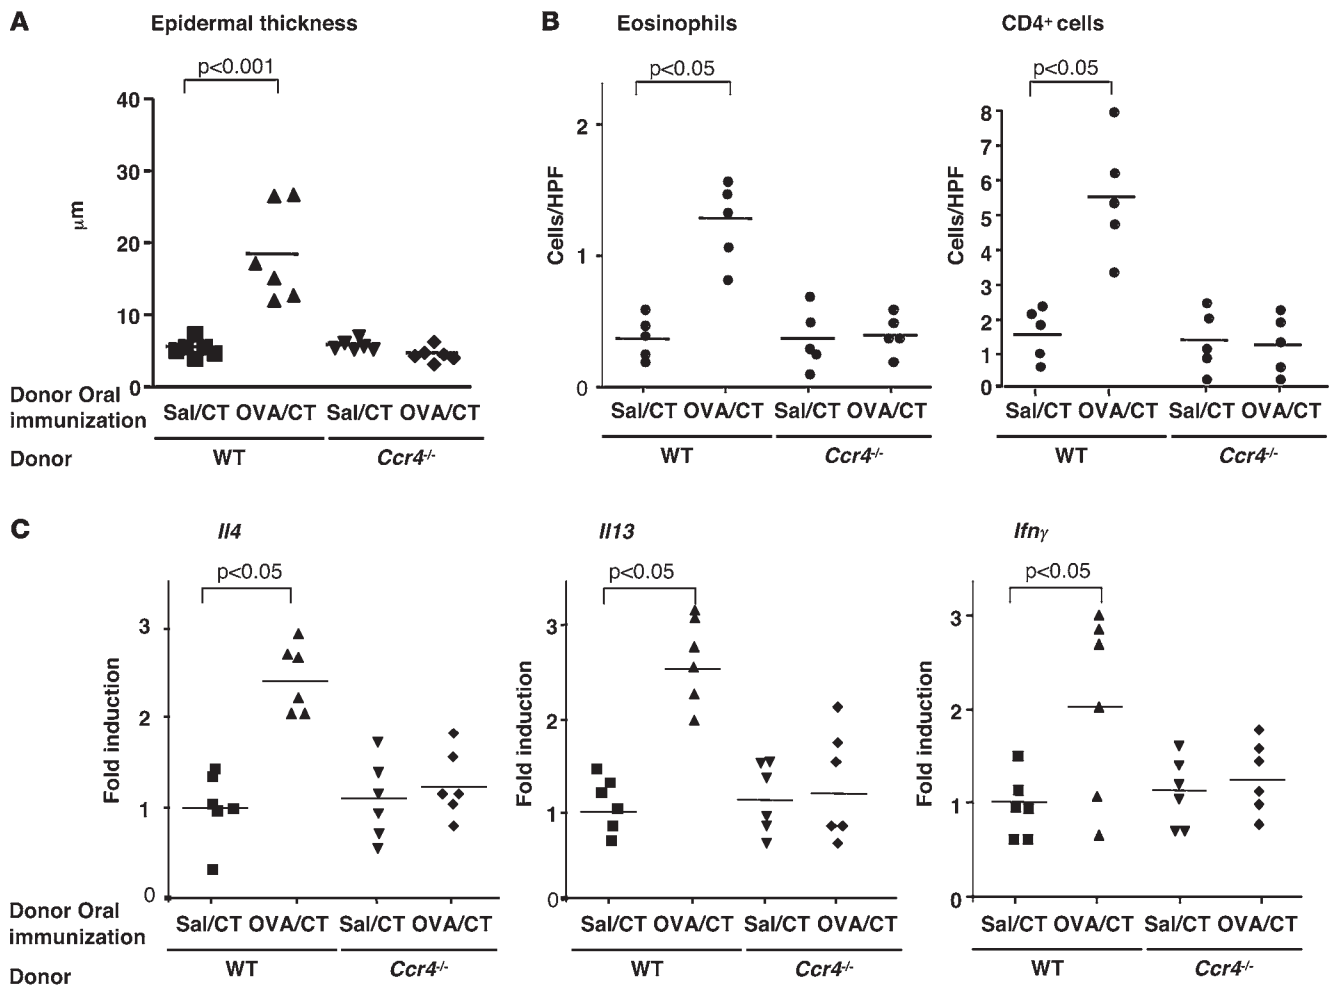 A
Epidermal thickness
p<0.001
40
30
20
10
0
μm
Donor Oral
immunization
Sal/CT OVA/CT Sal/CT OVA/CT
Donor
WT
Ccr4-/-
B
Eosinophils
p<0.05
2
1
0
Cells/HPF
Sal/CT OVA/CT Sal/CT OVA/CT
WT
Ccr4-/-
CD4+ cells
p<0.05
8
7
6
5
4
3
2
1
0
Cells/HPF
Sal/CT OVA/CT Sal/CT OVA/CT
WT
Ccr4-/-
C
Il4
p<0.05
3
2
1
0
Fold induction
Donor Oral
immunization
Sal/CT OVA/CT Sal/CT OVA/CT
Donor
WT
Ccr4-/-
Il13
p<0.05
3
2
1
0
Fold induction
Sal/CT OVA/CT Sal/CT OVA/CT
WT
Ccr4-/-
Ifnγ
p<0.05
3
2
1
0
Fold induction
Sal/CT OVA/CT Sal/CT OVA/CT
WT
Ccr4-/-